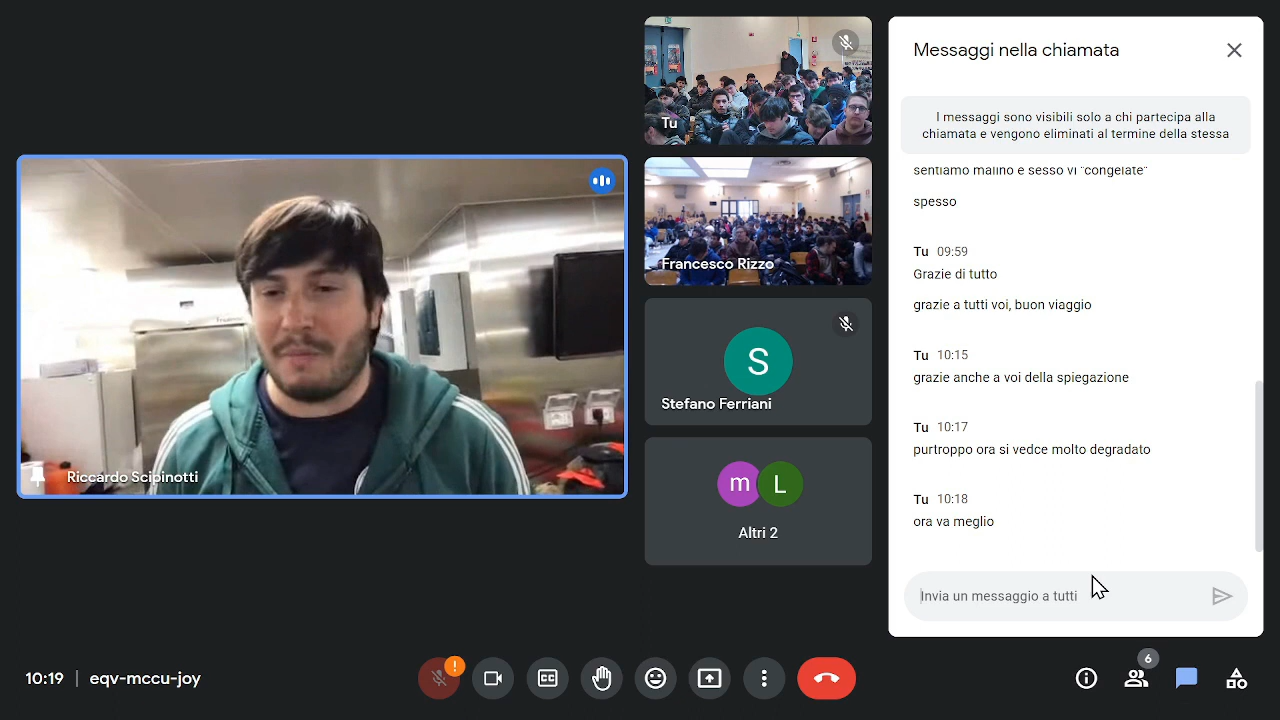 Tu
Francesco Rizzo
S
Stefano Ferriani
m
L
Altri 2
Riccardo Scipinotti
Messaggi nella chiamata
I messaggi sono visibili solo a chi partecipa alla
chiamata e vengono eliminati al termine della stessa
sentiamo malino e sesso vi "congelate"
spesso
Tu 09:59
Grazie di tutto
grazie a tutti voi, buon viaggio
Tu 10:15
grazie anche a voi della spiegazione
Tu 10:17
purtroppo ora si vedce molto degradato
Tu 10:18
ora va meglio
Invia un messaggio a tutti
10:19 | eqv-mccu-joy
!
CC
6